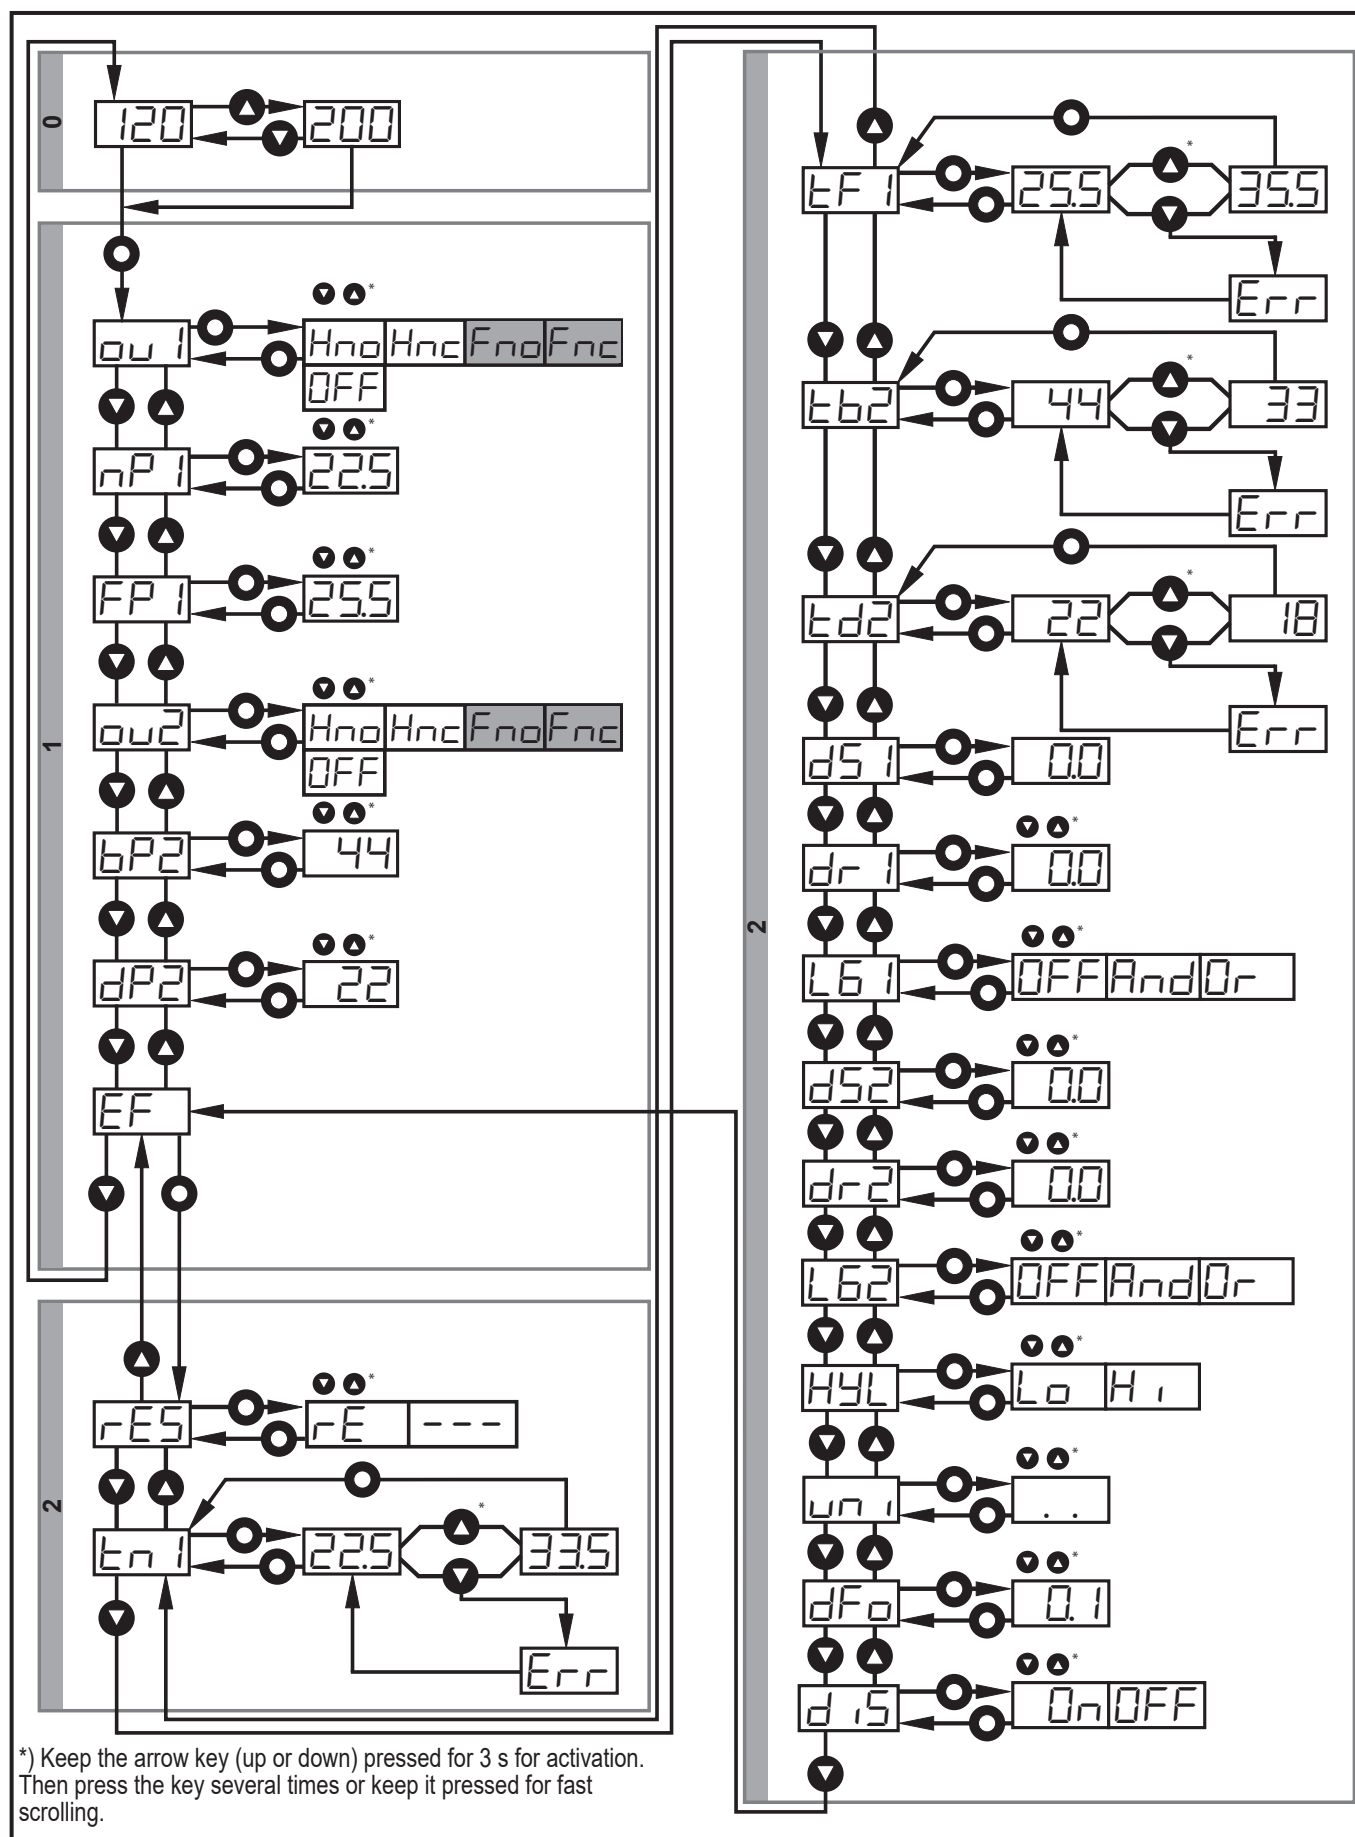 0
120 200
1
ou1 Hno Hnc Fno Fnc
OFF
nP1 22.5
FP1 25.5
ou2 Hno Hnc Fno Fnc
OFF
bP2 44
dP2 22
EF
2
rES rE ---
tn1 22.5 33.5
Err
*) Keep the arrow key (up or down) pressed for 3 s for activation.
Then press the key several times or keep it pressed for fast
scrolling.
2
tF1 25.5 35.5
Err
tb2 44 33
Err
td2 22 18
Err
dS1 0.0
dr1 0.0
LG1 OFF And Or
dS2 0.0
dr2 0.0
LG2 OFF And Or
HYL Lo Hi
uni . .
dFo 0.1
diS On OFF